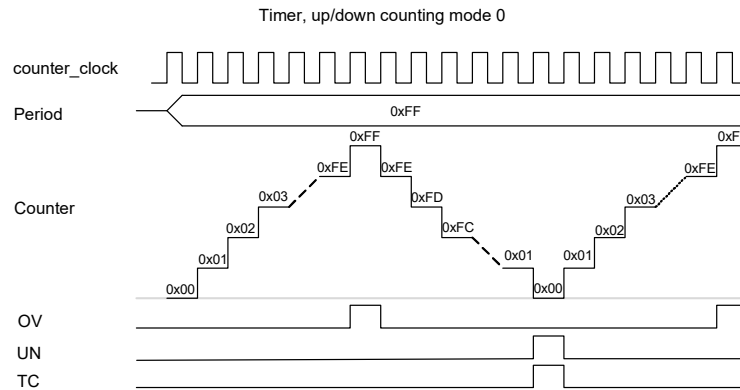 Timer, up/down counting mode 0
counter_clock
Period
0xFF
0xFF
0xF
0xFE
0xFE
0xFE
0x03
0xFD
0x03
Counter
0x02
0xFC
0x02
0x01
0x01
0x01
0x00
0x00
OV
UN
TC